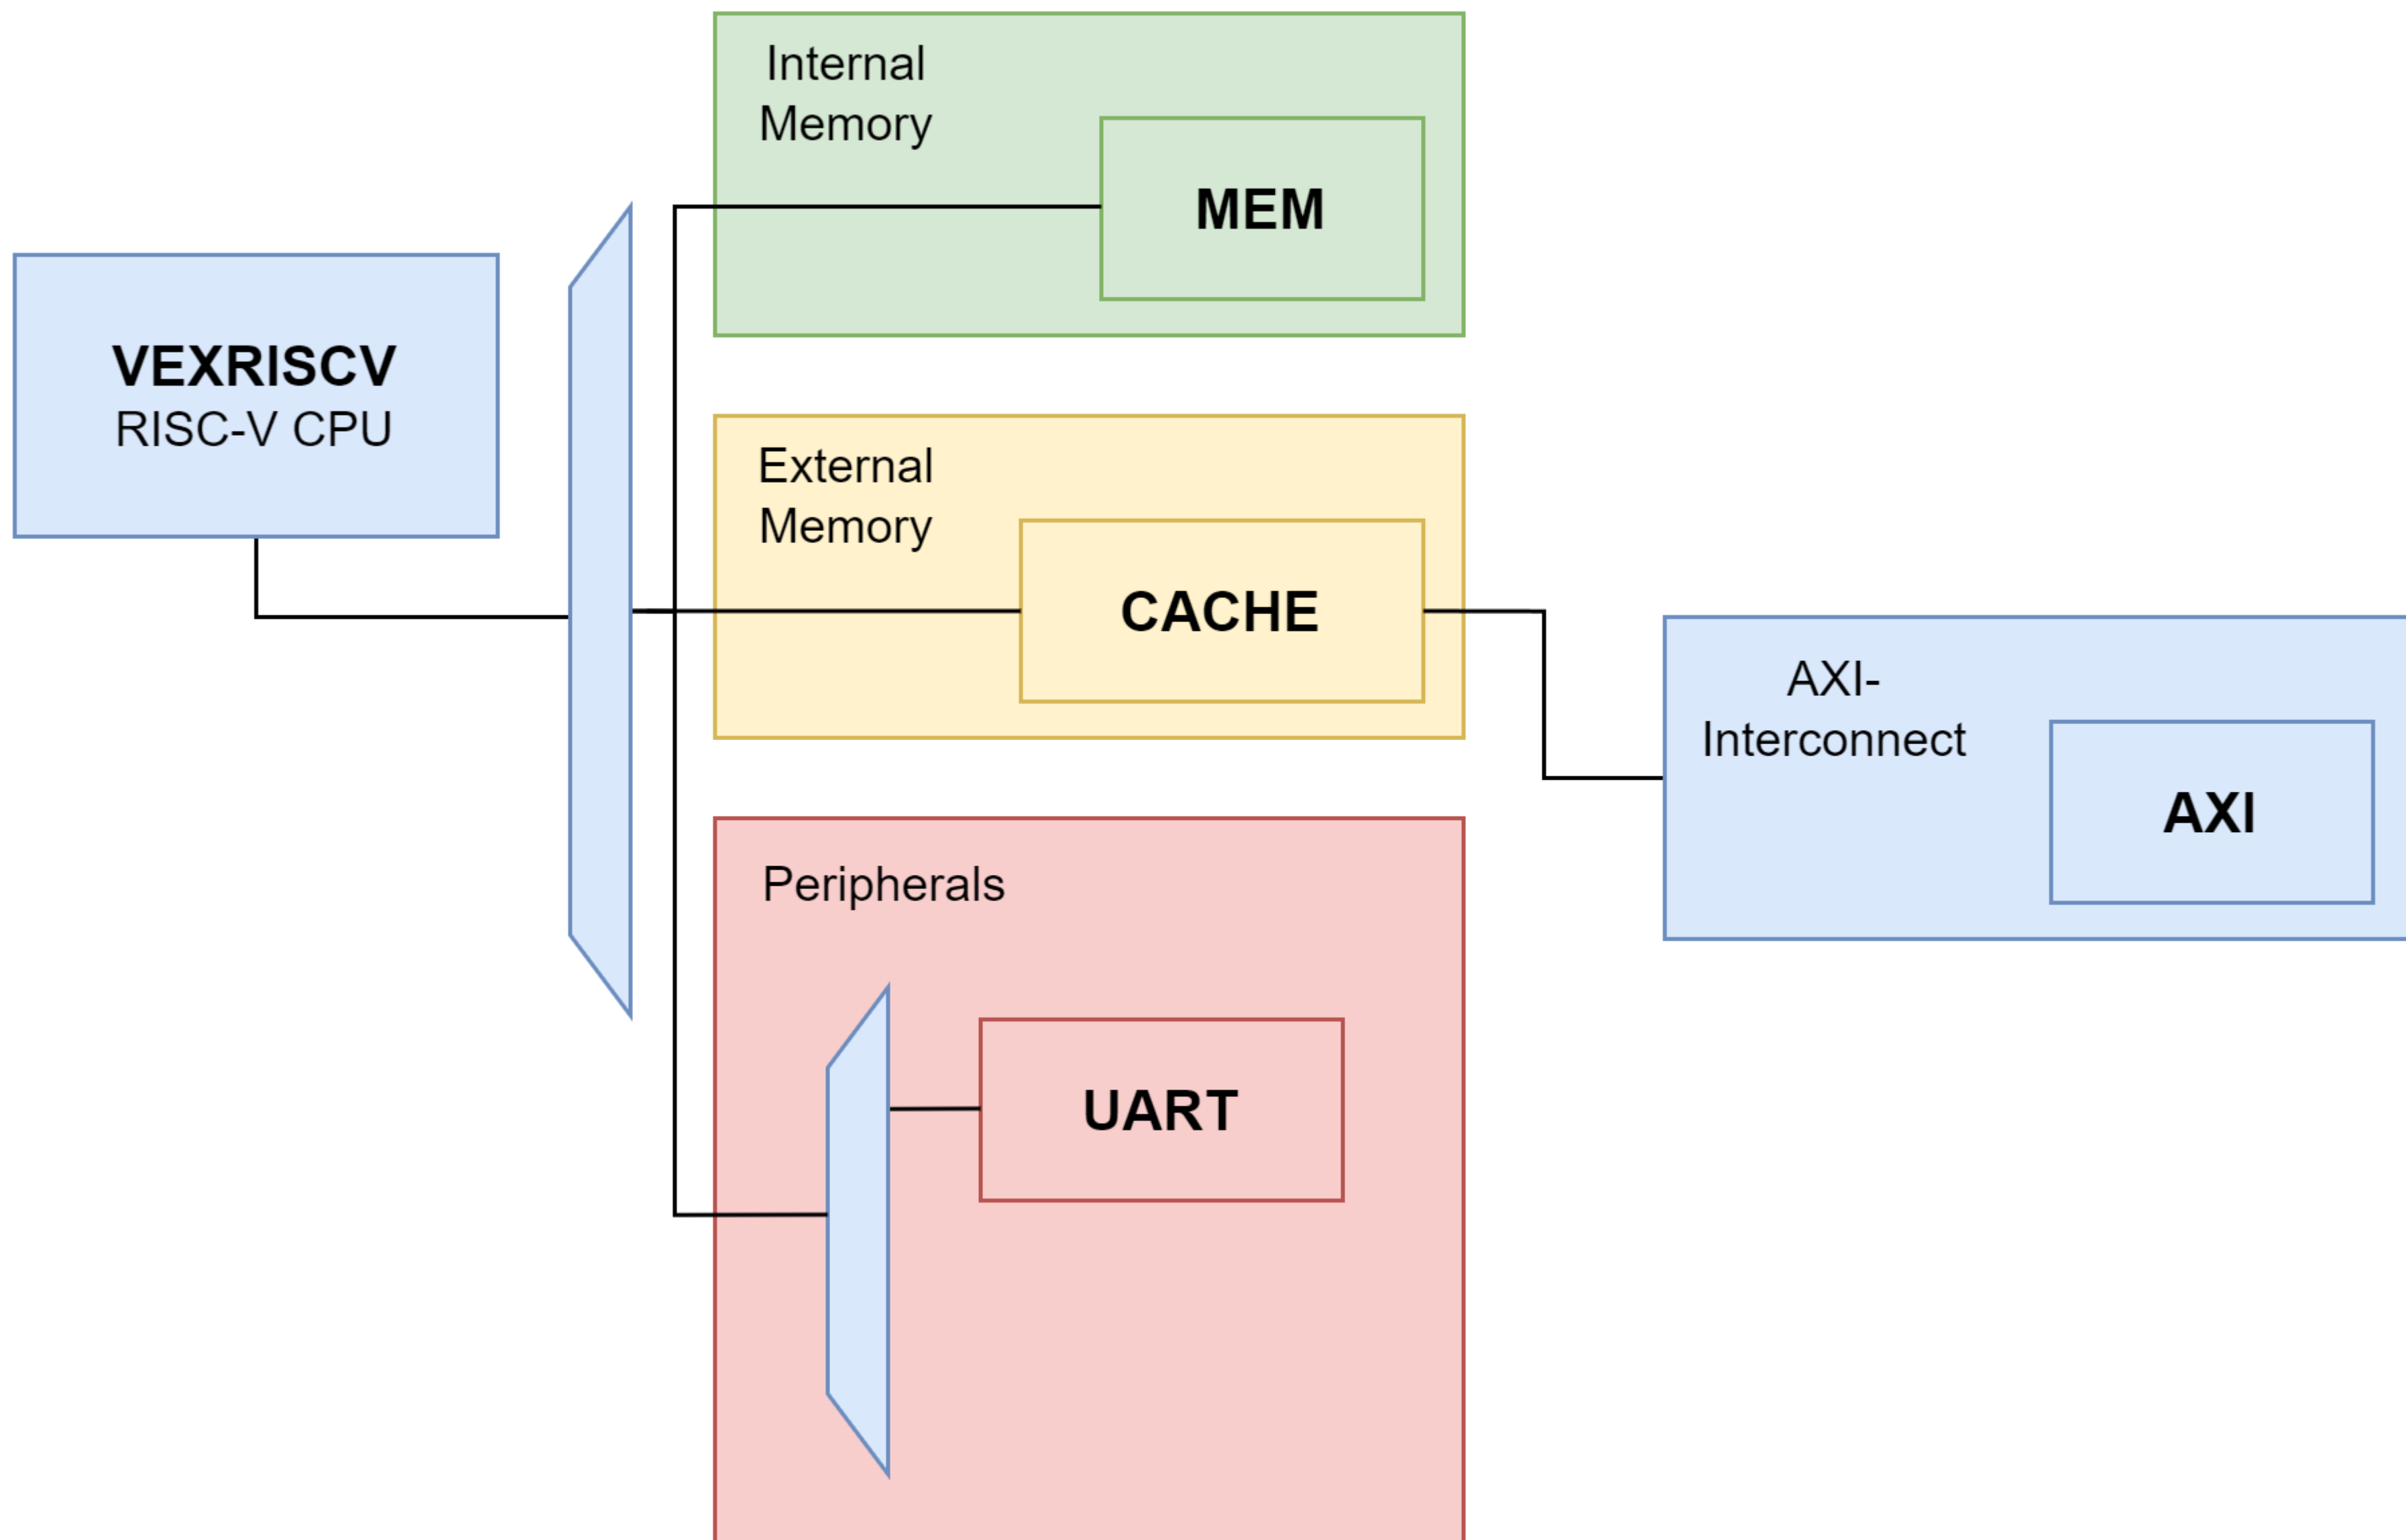 Internal
Memory
MEM
VEXRISCV
RISC-V CPU
External
Memory
CACHE
AXI-
Interconnect
AXI
Peripherals
UART